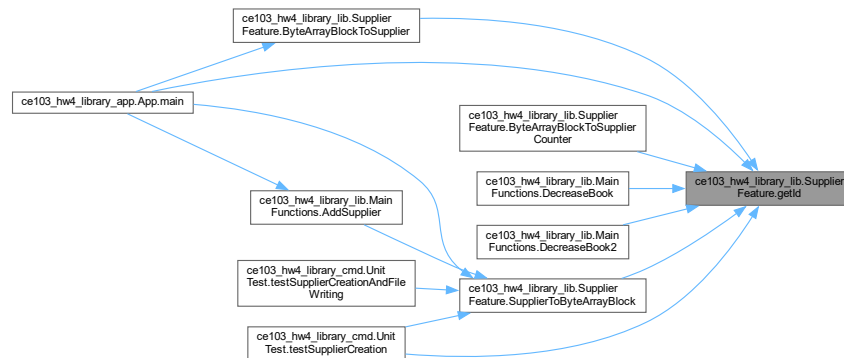 ce103_hw4_library_lib.Supplier
Feature.ByteArrayBlockToSupplier
ce103_hw4_library_app.App.main
ce103_hw4_library_lib.Supplier
Feature.ByteArrayBlockToSupplier
Counter
ce103_hw4_library_lib.Main
Functions.DecreaseBook
ce103_hw4_library_lib.Supplier
Feature.getId
ce103_hw4_library_lib.Main
Functions.AddSupplier
ce103_hw4_library_lib.Main
Functions.DecreaseBook2
ce103_hw4_library_cmd.Unit
Test.testSupplierCreationAndFile
Writing
ce103_hw4_library_lib.Supplier
Feature.SupplierToByteArrayBlock
ce103_hw4_library_cmd.Unit
Test.testSupplierCreation